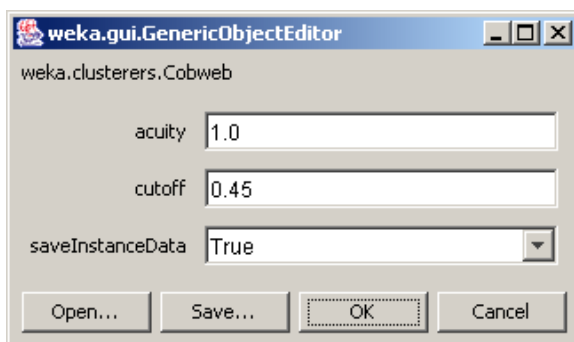 weka.gui.GenericObjectEditor
weka.clusterers.Cobweb
acuity 1.0
cutoff 0.45
saveInstanceData True
Open... Save... OK Cancel